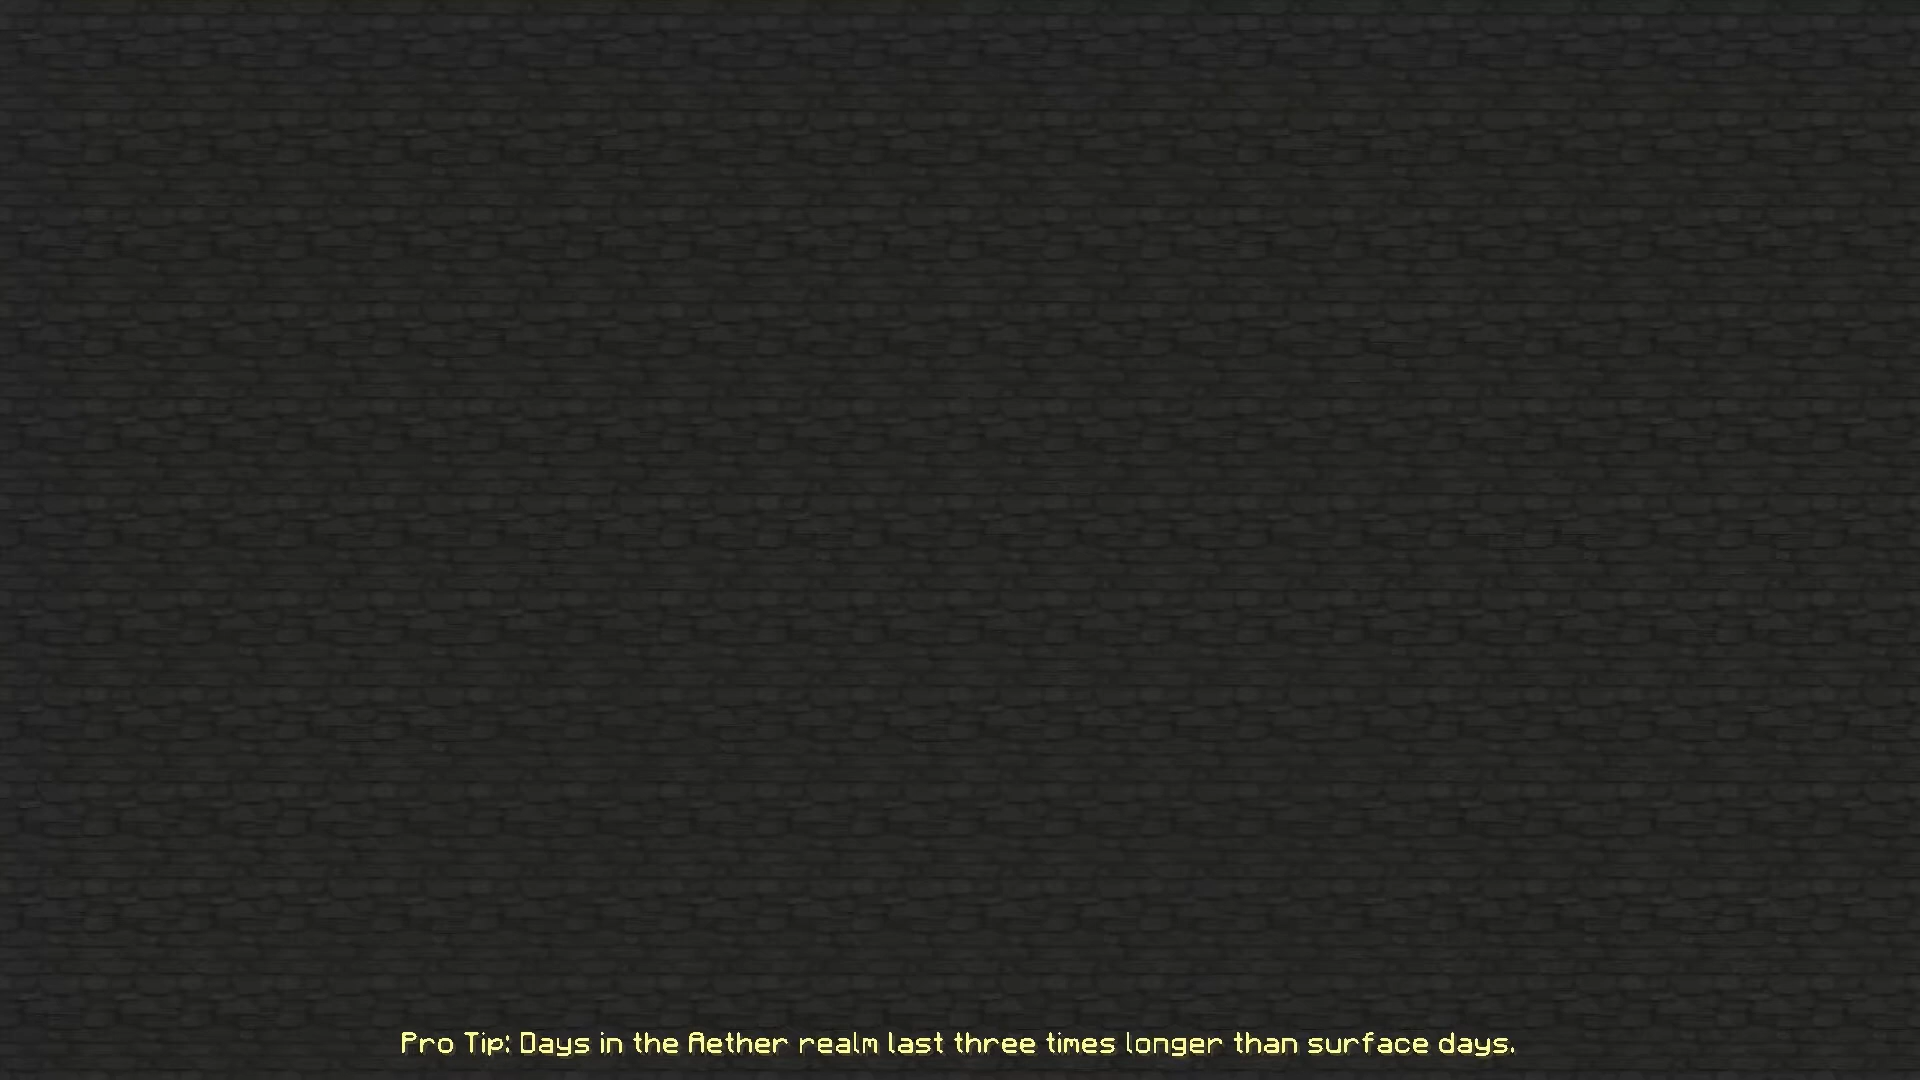 Pro Tip: Days in the Aether realm last three times longer than surface days.